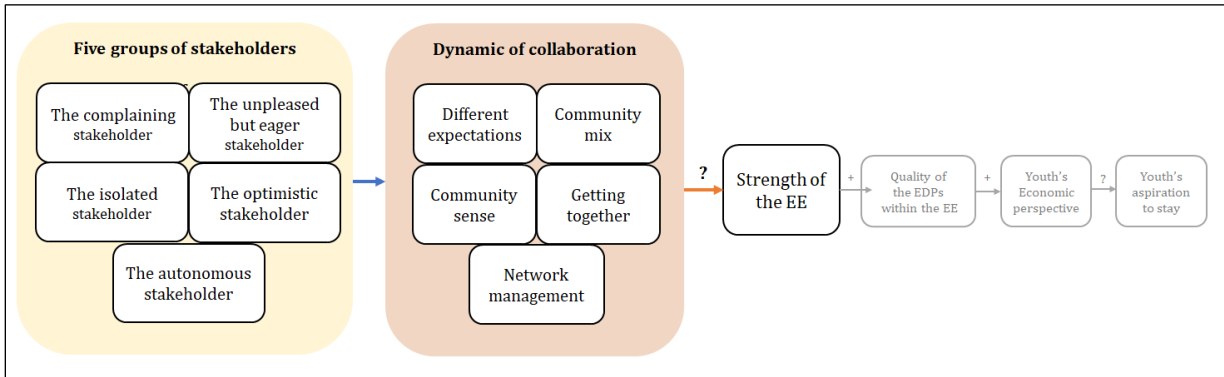 Five groups of stakeholders
The complaining
stakeholder
The unpleased
but eager
stakeholder
The isolated
stakeholder
The optimistic
stakeholder
The autonomous
stakeholder
Dynamic of collaboration
Different
expectations
Community
mix
Community
sense
Getting
together
Network
management
?
Strength of
the EE
+
Quality of
the EDPs
within the EE
+
Youth's
Economic
perspective
?
Youth's
aspiration
to stay